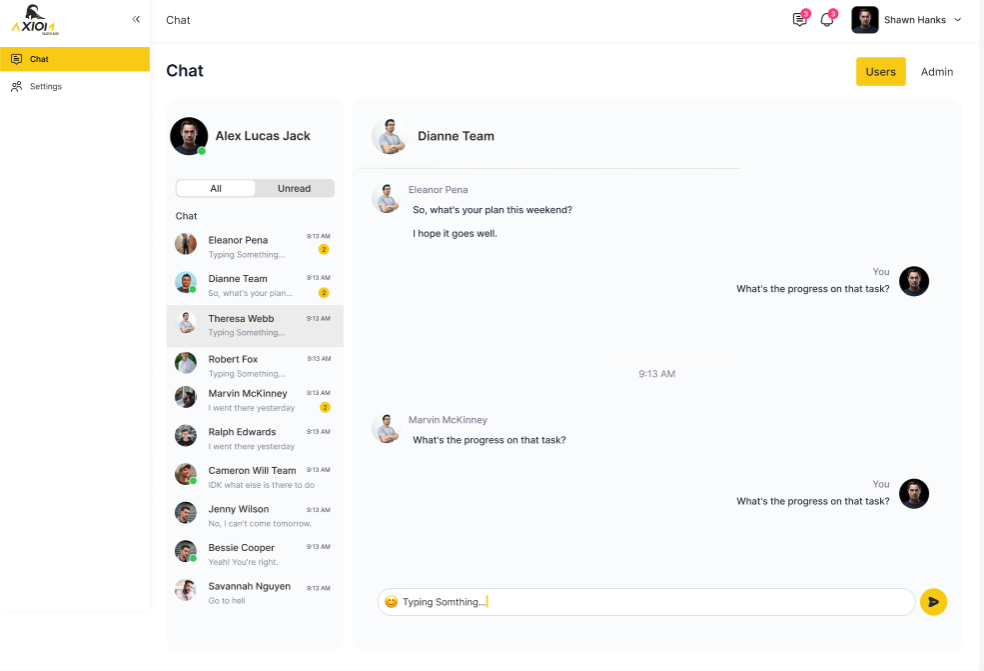 AXIOM
Chat
3
3
Shawn Hanks
Chat
Settings
Chat
Users
Admin
Alex Lucas Jack
All
Unread
Chat
Eleanor Pena
9:13 AM
Typing Something...
2
Dianne Team
9:13 AM
So, what's your plan...
2
Theresa Webb
9:13 AM
Typing Something...
Robert Fox
9:13 AM
Typing Something...
Marvin McKinney
9:13 AM
I went there yesterday
2
Ralph Edwards
9:13 AM
I went there yesterday
Cameron Will Team
9:13 AM
IDK what else is there to do
Jenny Wilson
9:13 AM
No, I can't come tomorrow.
Bessie Cooper
9:13 AM
Yeah! You're right.
Savannah Nguyen
9:13 AM
Go to hell
Dianne Team
Eleanor Pena
So, what's your plan this weekend?
I hope it goes well.
You
What's the progress on that task?
9:13 AM
Marvin McKinney
What's the progress on that task?
You
What's the progress on that task?
Typing Somthing...